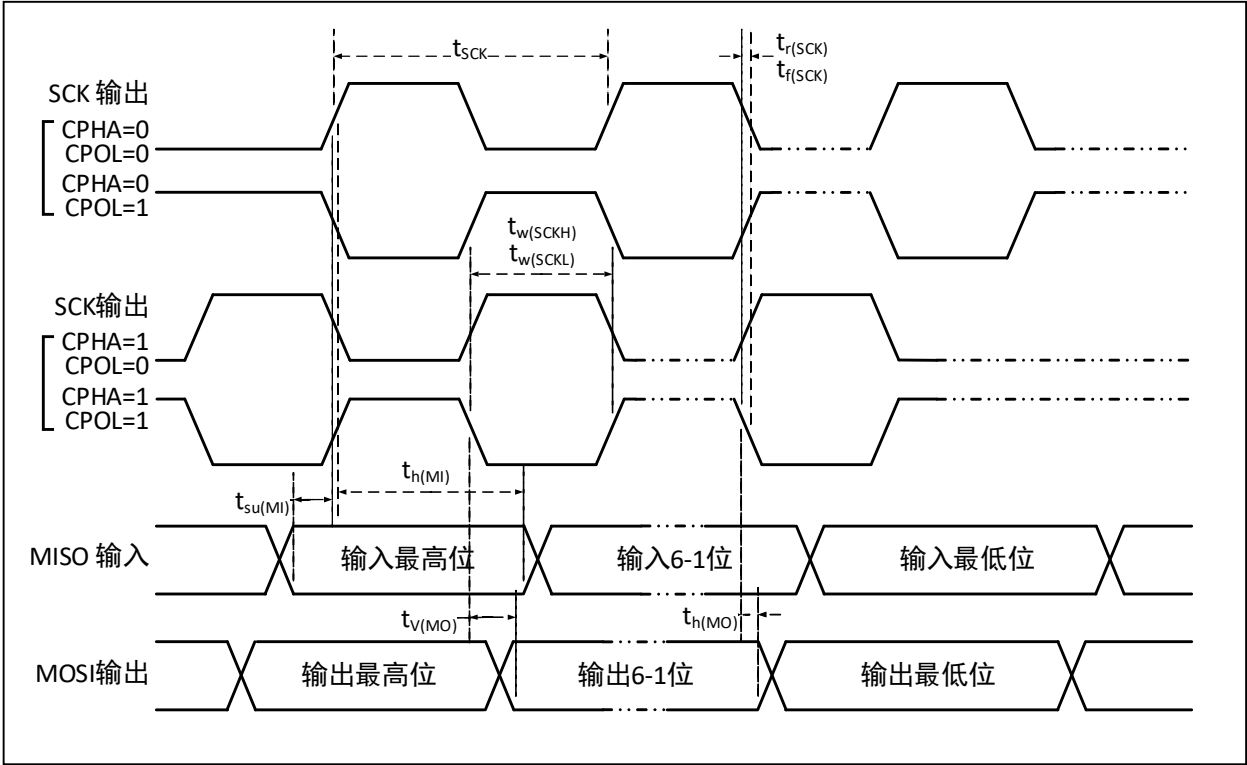 tSCK
tr(SCK)
tf(SCK)
SCK 输出
CPHA=0
CPOL=0
CPHA=0
CPOL=1
tw(SCKH)
tw(SCKL)
SCK输出
CPHA=1
CPOL=0
CPHA=1
CPOL=1
th(MI)
tsu(MI)
MISO 输入
输入最高位
输入6-1位
输入最低位
tV(MO)
th(MO)
MOSI输出
输出最高位
输出6-1位
输出最低位